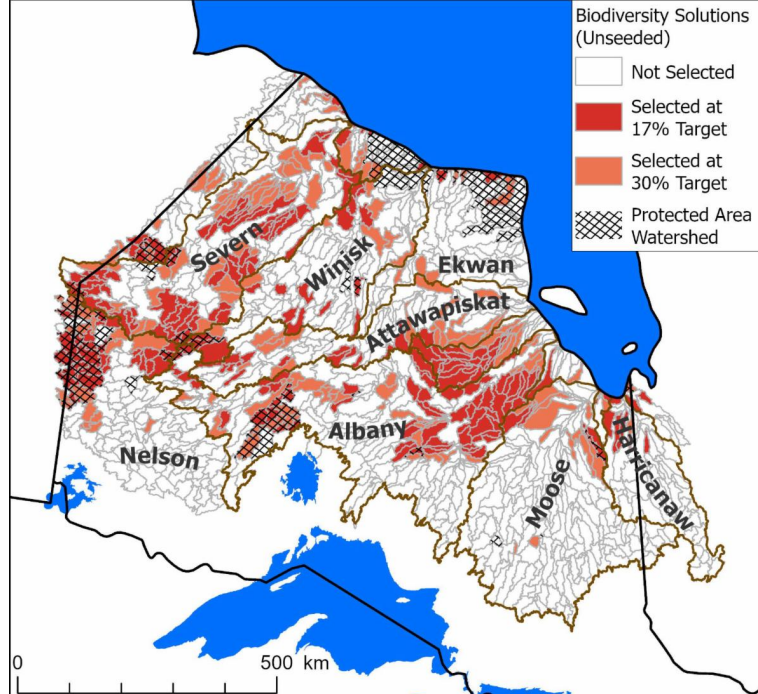 Biodiversity Solutions
(Unseeded)
Not Selected
Selected at
17% Target
Selected at
30% Target
Protected Area
Watershed
Severn
Winisk
Ekwan
Attawapiskat
Albany
Nelson
Moose
Harricanaw
0 500 km